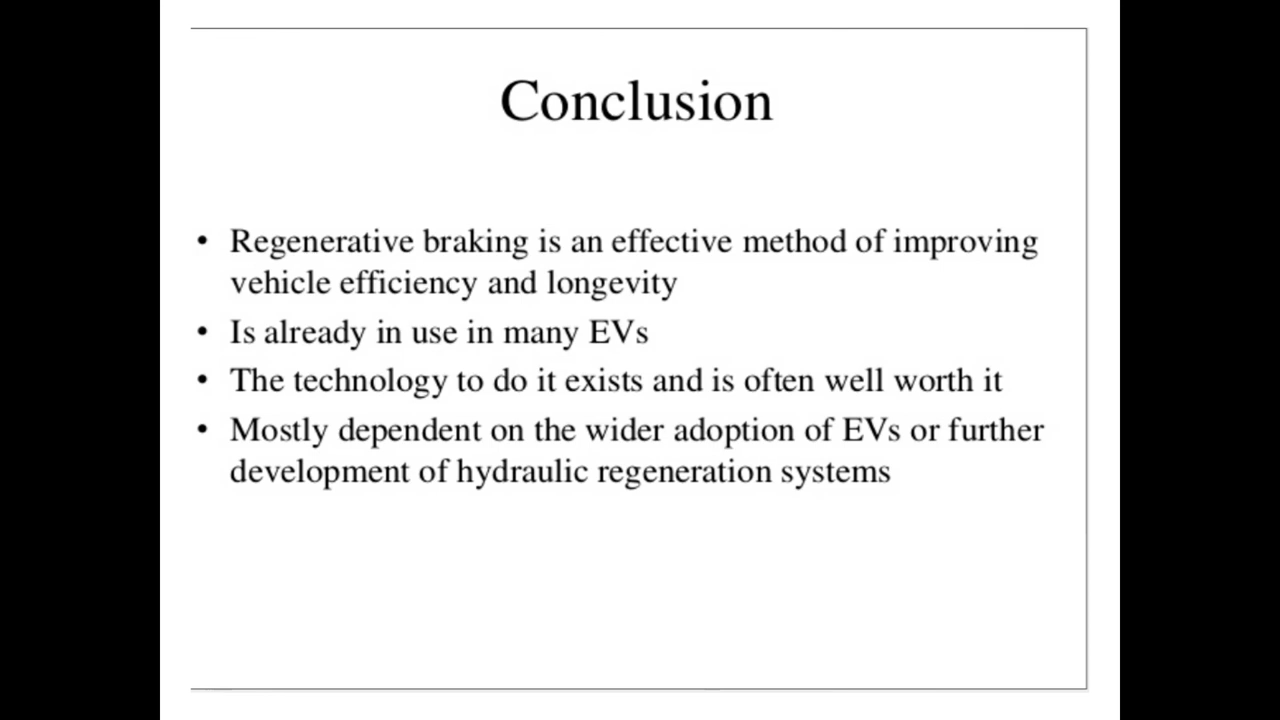 Conclusion
• Regenerative braking is an effective method of improving
vehicle efficiency and longevity
• Is already in use in many EVs
• The technology to do it exists and is often well worth it
• Mostly dependent on the wider adoption of EVs or further
development of hydraulic regeneration systems